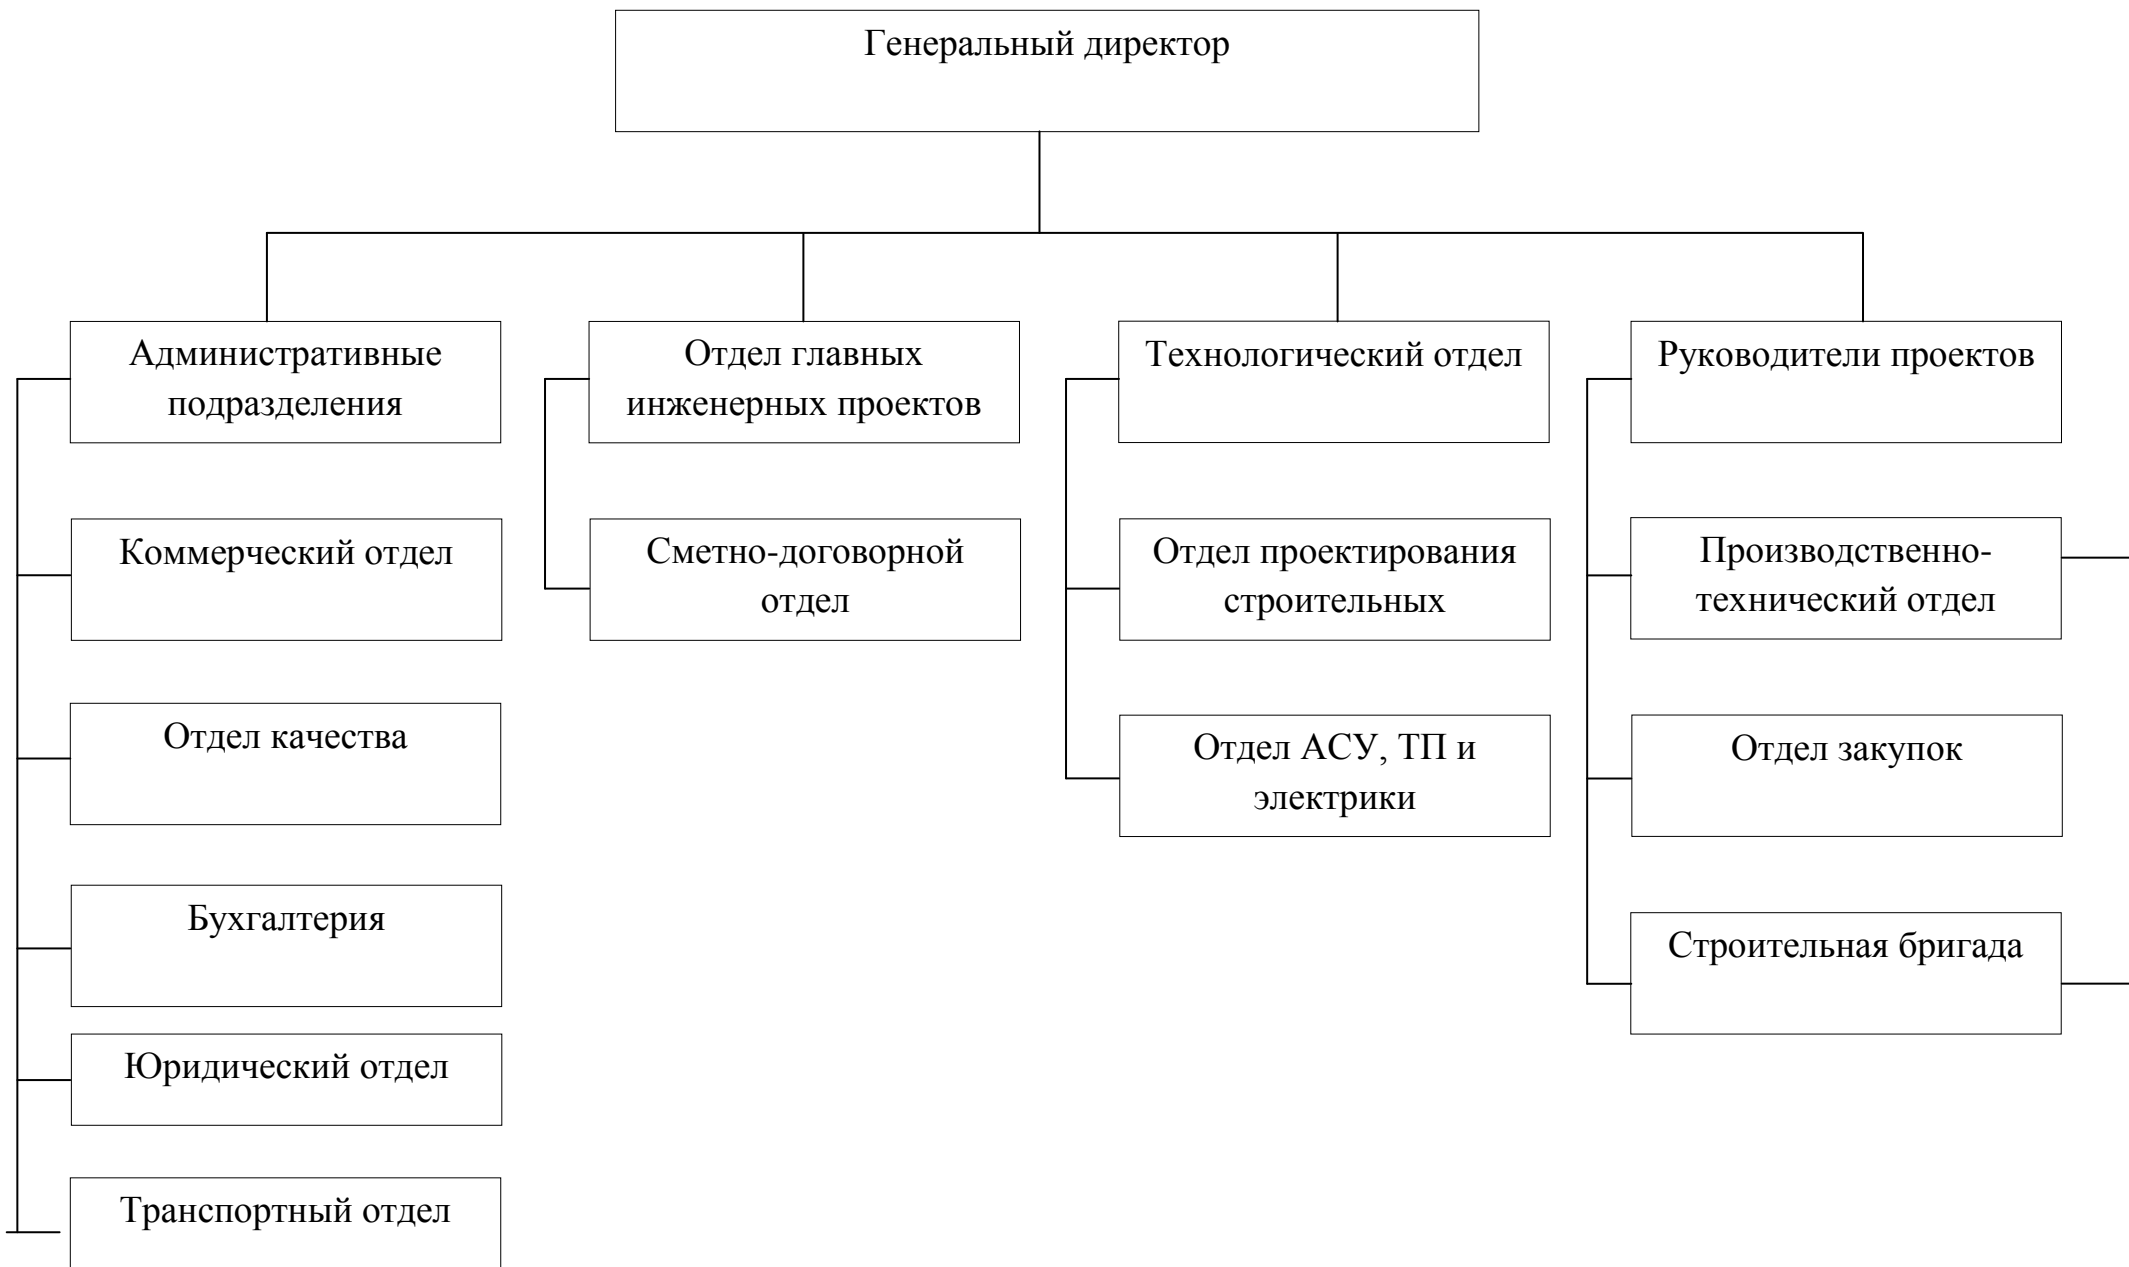 Генеральный директор
Административные
подразделения
Отдел главных
инженерных проектов
Технологический отдел
Руководители проектов
Коммерческий отдел
Сметно-договорной
отдел
Отдел проектирования
строительных
Производственно-
технический отдел
Отдел качества
Отдел АСУ, ТП и
электрики
Отдел закупок
Бухгалтерия
Строительная бригада
Юридический отдел
Транспортный отдел